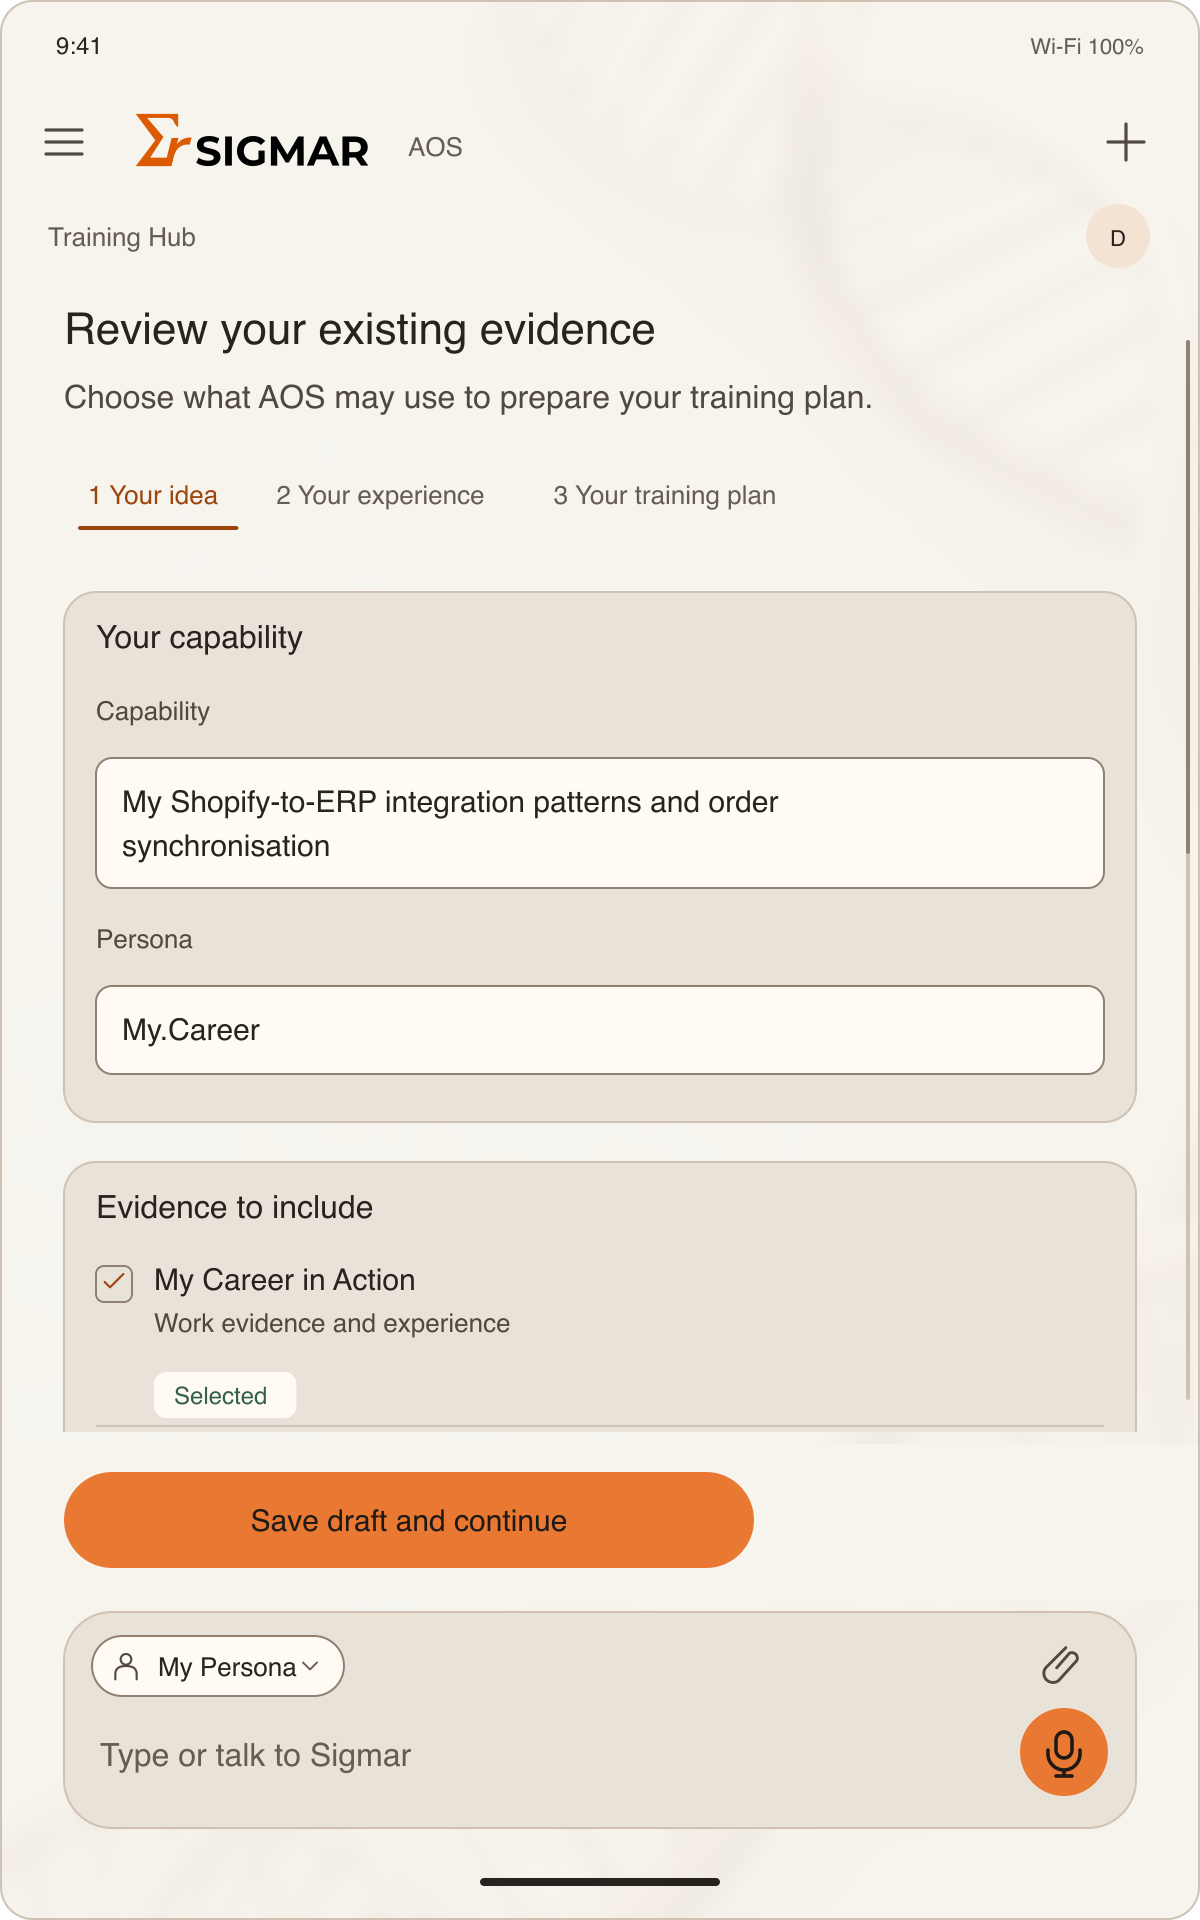 9:41
Wi-Fi 100%
Σr SIGMAR AOS
Training Hub
D
Review your existing evidence
Choose what AOS may use to prepare your training plan.
1 Your idea
2 Your experience
3 Your training plan
Your capability
Capability
My Shopify-to-ERP integration patterns and order
synchronisation
Persona
My.Career
Evidence to include
My Career in Action
Work evidence and experience
Selected
Save draft and continue
My Persona
Type or talk to Sigmar